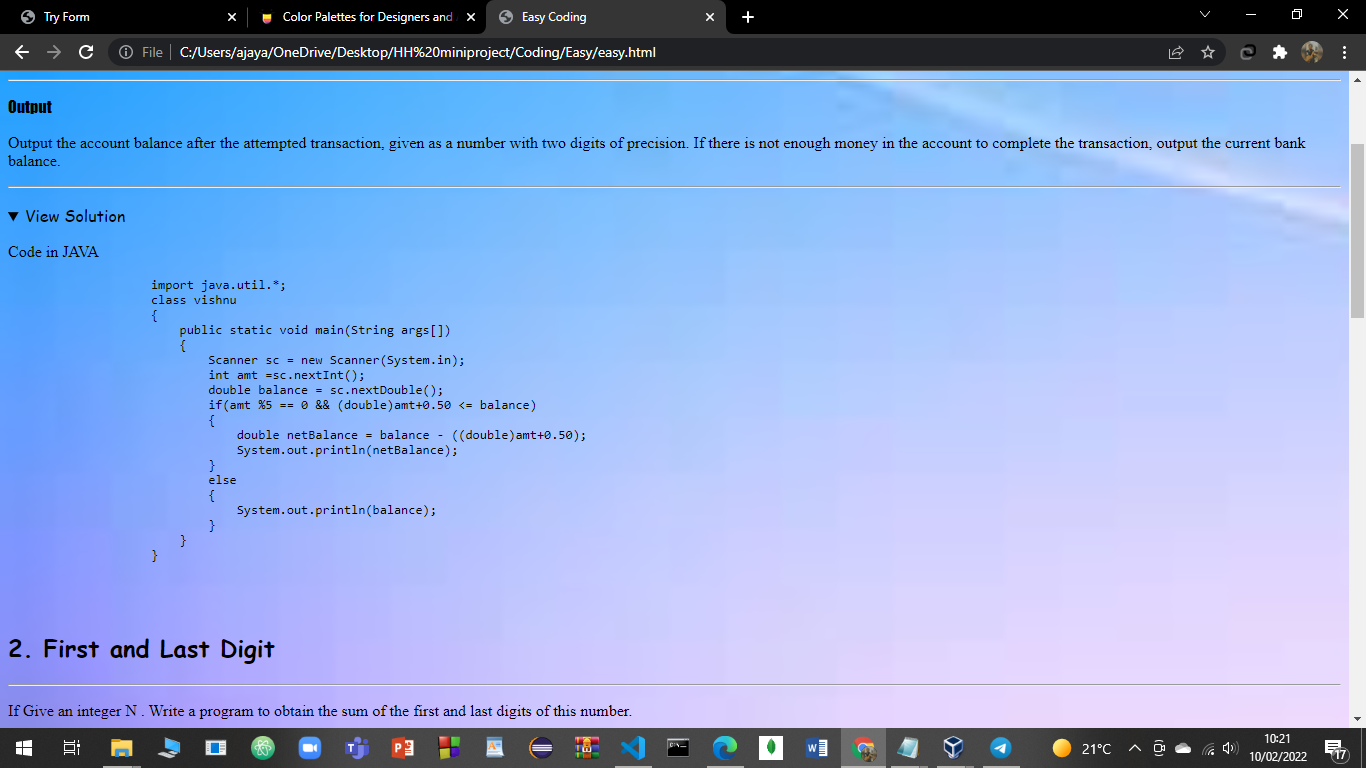 Try Form
Color Palettes for Designers and
Easy Coding
File
C:/Users/ajaya/OneDrive/Desktop/HH%20miniproject/Coding/Easy/easy.html
Output
Output the account balance after the attempted transaction, given as a number with two digits of precision. If there is not enough money in the account to complete the transaction, output the current bank
balance.
▼ View Solution
Code in JAVA
import java.util.*;
class vishnu
{
    public static void main(String args[])
    {
        Scanner sc = new Scanner(System.in);
        int amt =sc.nextInt();
        double balance = sc.nextDouble();
        if(amt %5 == 0 && (double)amt+0.50 <= balance)
        {
            double netBalance = balance - ((double)amt+0.50);
            System.out.println(netBalance);
        }
        else
        {
            System.out.println(balance);
        }
    }
}
2. First and Last Digit
If Give an integer N . Write a program to obtain the sum of the first and last digits of this number.
21°C
10:21
10/02/2022
17